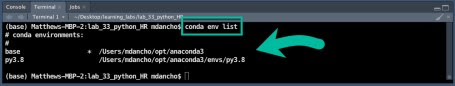 Console Terminal × Jobs ×
Terminal 1 ~/Desktop/learning_labs/lab_33_python_HR
(base) Matthews-MBP-2:lab_33_python_HR mdancho$ conda env list
# conda environments:
#
base * /Users/mdancho/opt/anaconda3
py3.8 /Users/mdancho/opt/anaconda3/envs/py3.8
(base) Matthews-MBP-2:lab_33_python_HR mdancho$